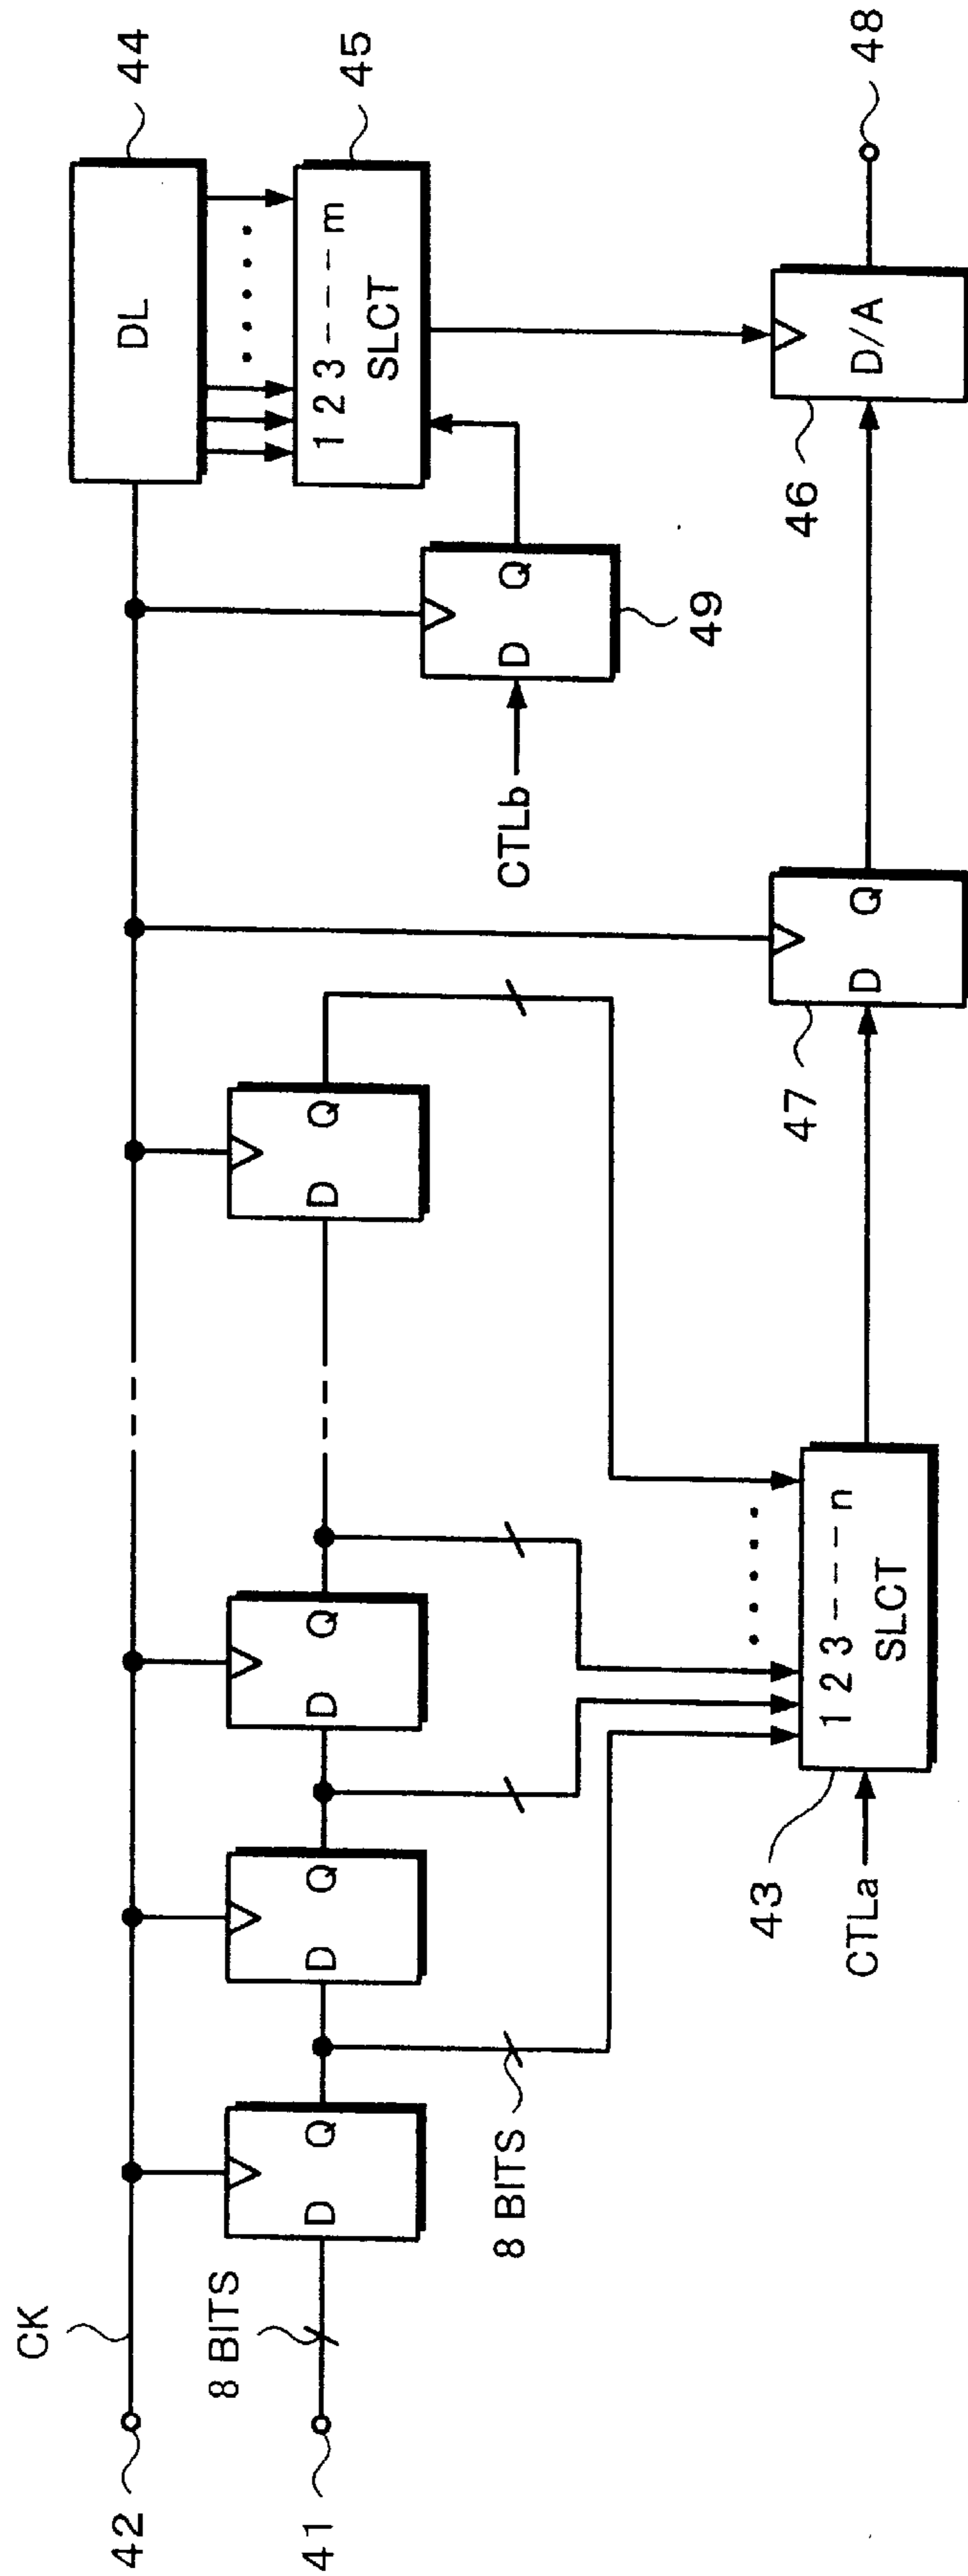 42
CK
41
8 BITS
D Q
D Q
D Q
D Q
8 BITS
44
DL
45
1 2 3 ---- m
SLCT
49
D Q
CTLb
43
1 2 3 ---- n
SLCT
CTLa
47
D Q
46
D/A
48